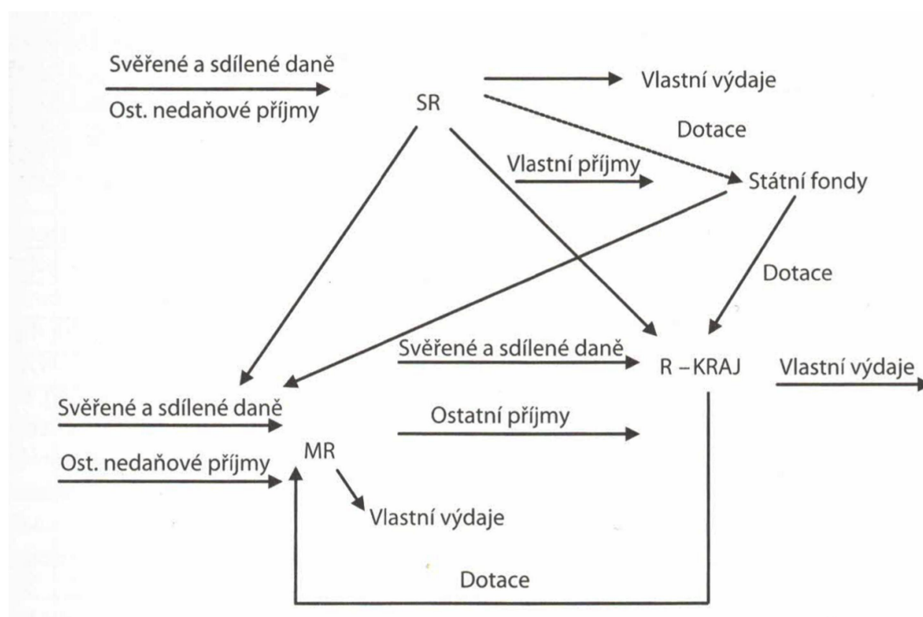 Svěřené a sdílené daně
Ost. nedaňové příjmy
SR
Vlastní výdaje
Dotace
Vlastní příjmy
Státní fondy
Dotace
Svěřené a sdílené daně
R – KRAJ
Vlastní výdaje
Svěřené a sdílené daně
Ostatní příjmy
MR
Ost. nedaňové příjmy
Vlastní výdaje
Dotace